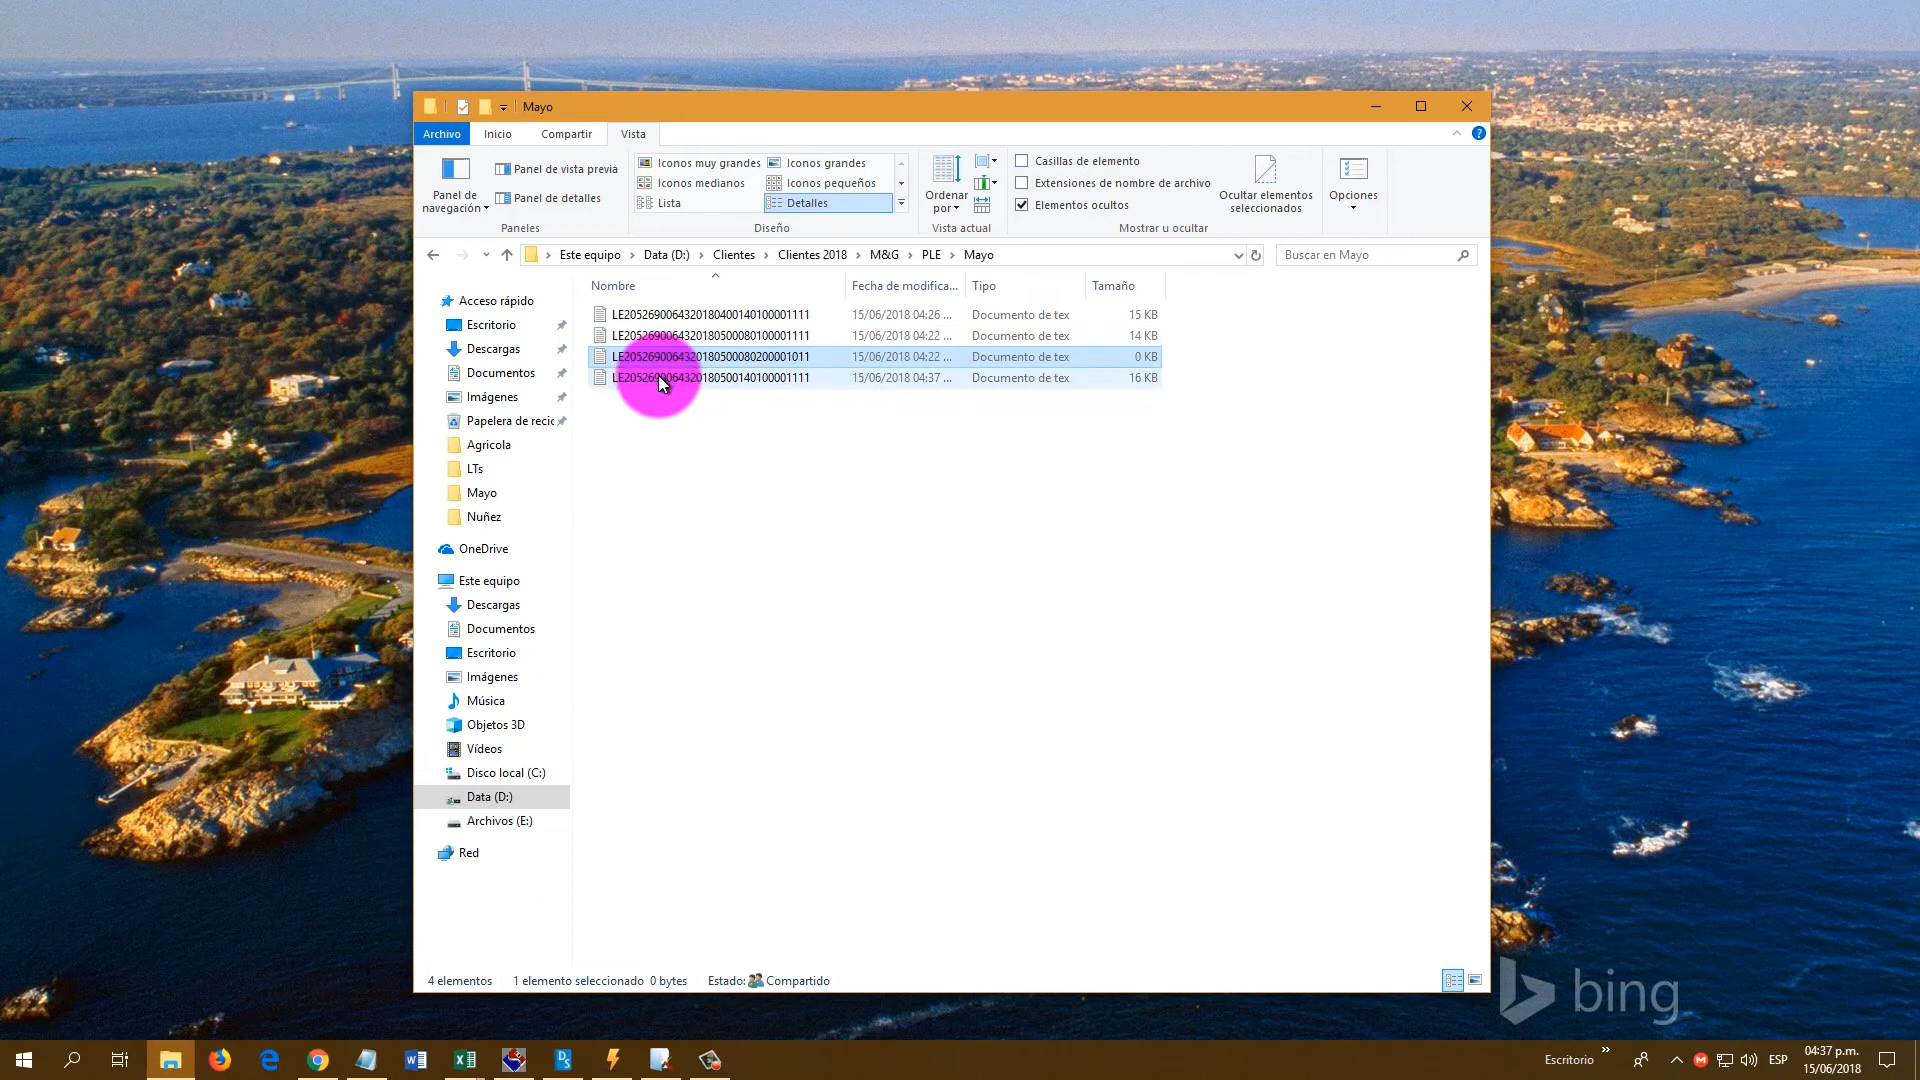 Mayo
Archivo Inicio Compartir Vista
Panel de navegación
Panel de vista previa
Panel de detalles
Paneles
Iconos muy grandes Iconos grandes
Iconos medianos Iconos pequeños
Lista Detalles
Diseño
Ordenar por
Vista actual
Casillas de elemento
Extensiones de nombre de archivo
Elementos ocultos
Ocultar elementos seleccionados
Mostrar u ocultar
Opciones
Este equipo > Data (D:) > Clientes > Clientes 2018 > M&G > PLE > Mayo
Buscar en Mayo
Nombre Fecha de modifica... Tipo Tamaño
LE20526900643201804001401000001111 15/06/2018 04:26 ... Documento de tex 15 KB
LE20526900643201805000801000001111 15/06/2018 04:22 ... Documento de tex 14 KB
LE20526900643201805000802000001011 15/06/2018 04:22 ... Documento de tex 0 KB
LE20526900643201805001401000001111 15/06/2018 04:37 ... Documento de tex 16 KB
Acceso rápido
Escritorio
Descargas
Documentos
Imágenes
Papelera de recic
Agricola
LTs
Mayo
Nuñez
OneDrive
Este equipo
Descargas
Documentos
Escritorio
Imágenes
Música
Objetos 3D
Vídeos
Disco local (C:)
Data (D:)
Archivos (E:)
Red
4 elementos 1 elemento seleccionado 0 bytes Estado: Compartido
bing
Escritorio
ESP
04:37 p.m.
15/06/2018